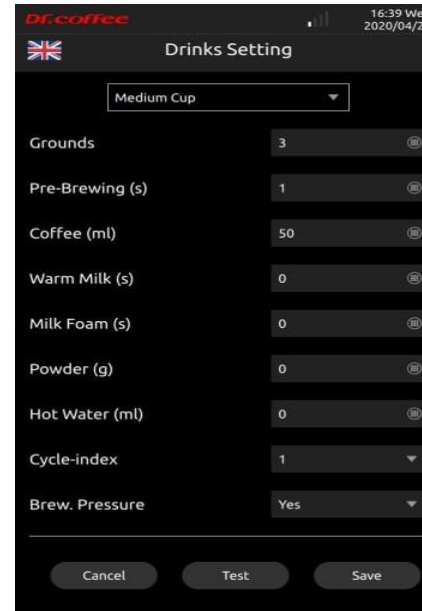 Dr.coffee
16:39 We
2020/04/2
Drinks Setting
Medium Cup
Grounds 3
Pre-Brewing (s) 1
Coffee (ml) 50
Warm Milk (s) 0
Milk Foam (s) 0
Powder (g) 0
Hot Water (ml) 0
Cycle-index 1
Brew. Pressure Yes
Cancel Test Save